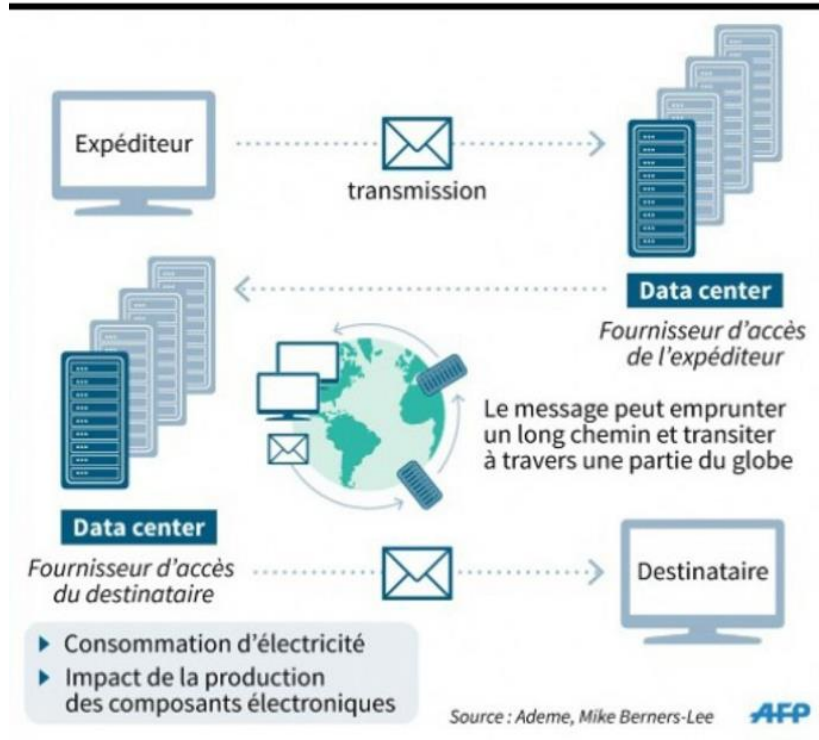 Expéditeur
transmission
Data center
Fournisseur d'accès
de l'expéditeur
Le message peut emprunter
un long chemin et transiter
à travers une partie du globe
Data center
Fournisseur d'accès
du destinataire
Destinataire
Consommation d'électricité
Impact de la production
des composants électroniques
Source : Ademe, Mike Berners-Lee
AFP